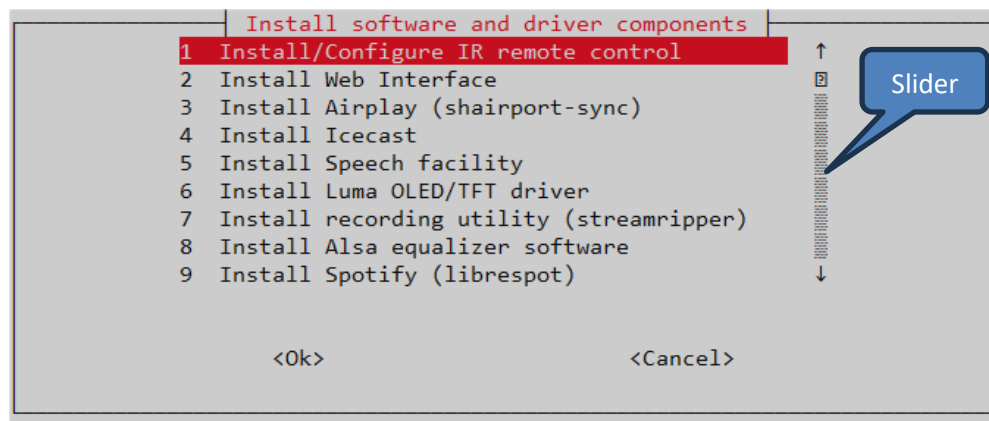 Install software and driver components
1 Install/Configure IR remote control
2 Install Web Interface
3 Install Airplay (shairport-sync)
4 Install Icecast
5 Install Speech facility
6 Install Luma OLED/TFT driver
7 Install recording utility (streamripper)
8 Install Alsa equalizer software
9 Install Spotify (librespot)
<Ok> <Cancel>
Slider